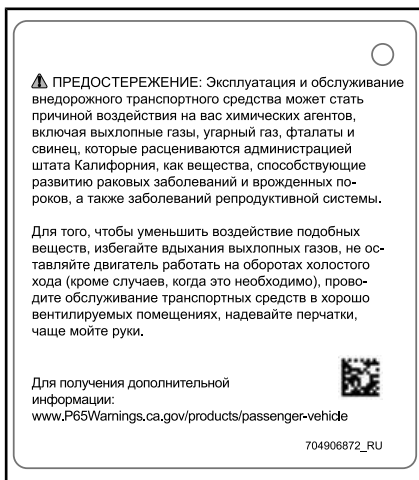 ⚠ ПРЕДОСТЕРЕЖЕНИЕ: Эксплуатация и обслуживание
внедорожного транспортного средства может стать
причиной воздействия на вас химических агентов,
включая выхлопные газы, угарный газ, фталаты и
свинец, которые расцениваются администрацией
штата Калифорния, как вещества, способствующие
развитию раковых заболеваний и врожденных по-
роков, а также заболеваний репродуктивной системы.
Для того, чтобы уменьшить воздействие подобных
веществ, избегайте вдыхания выхлопных газов, не ос-
тавляйте двигатель работать на оборотах холостого
хода (кроме случаев, когда это необходимо), прово-
дите обслуживание транспортных средств в хорошо
вентилируемых помещениях, надевайте перчатки,
чаще мойте руки.
Для получения дополнительной
информации:
www.P65Warnings.ca.gov/products/passenger-vehicle
704906872_RU